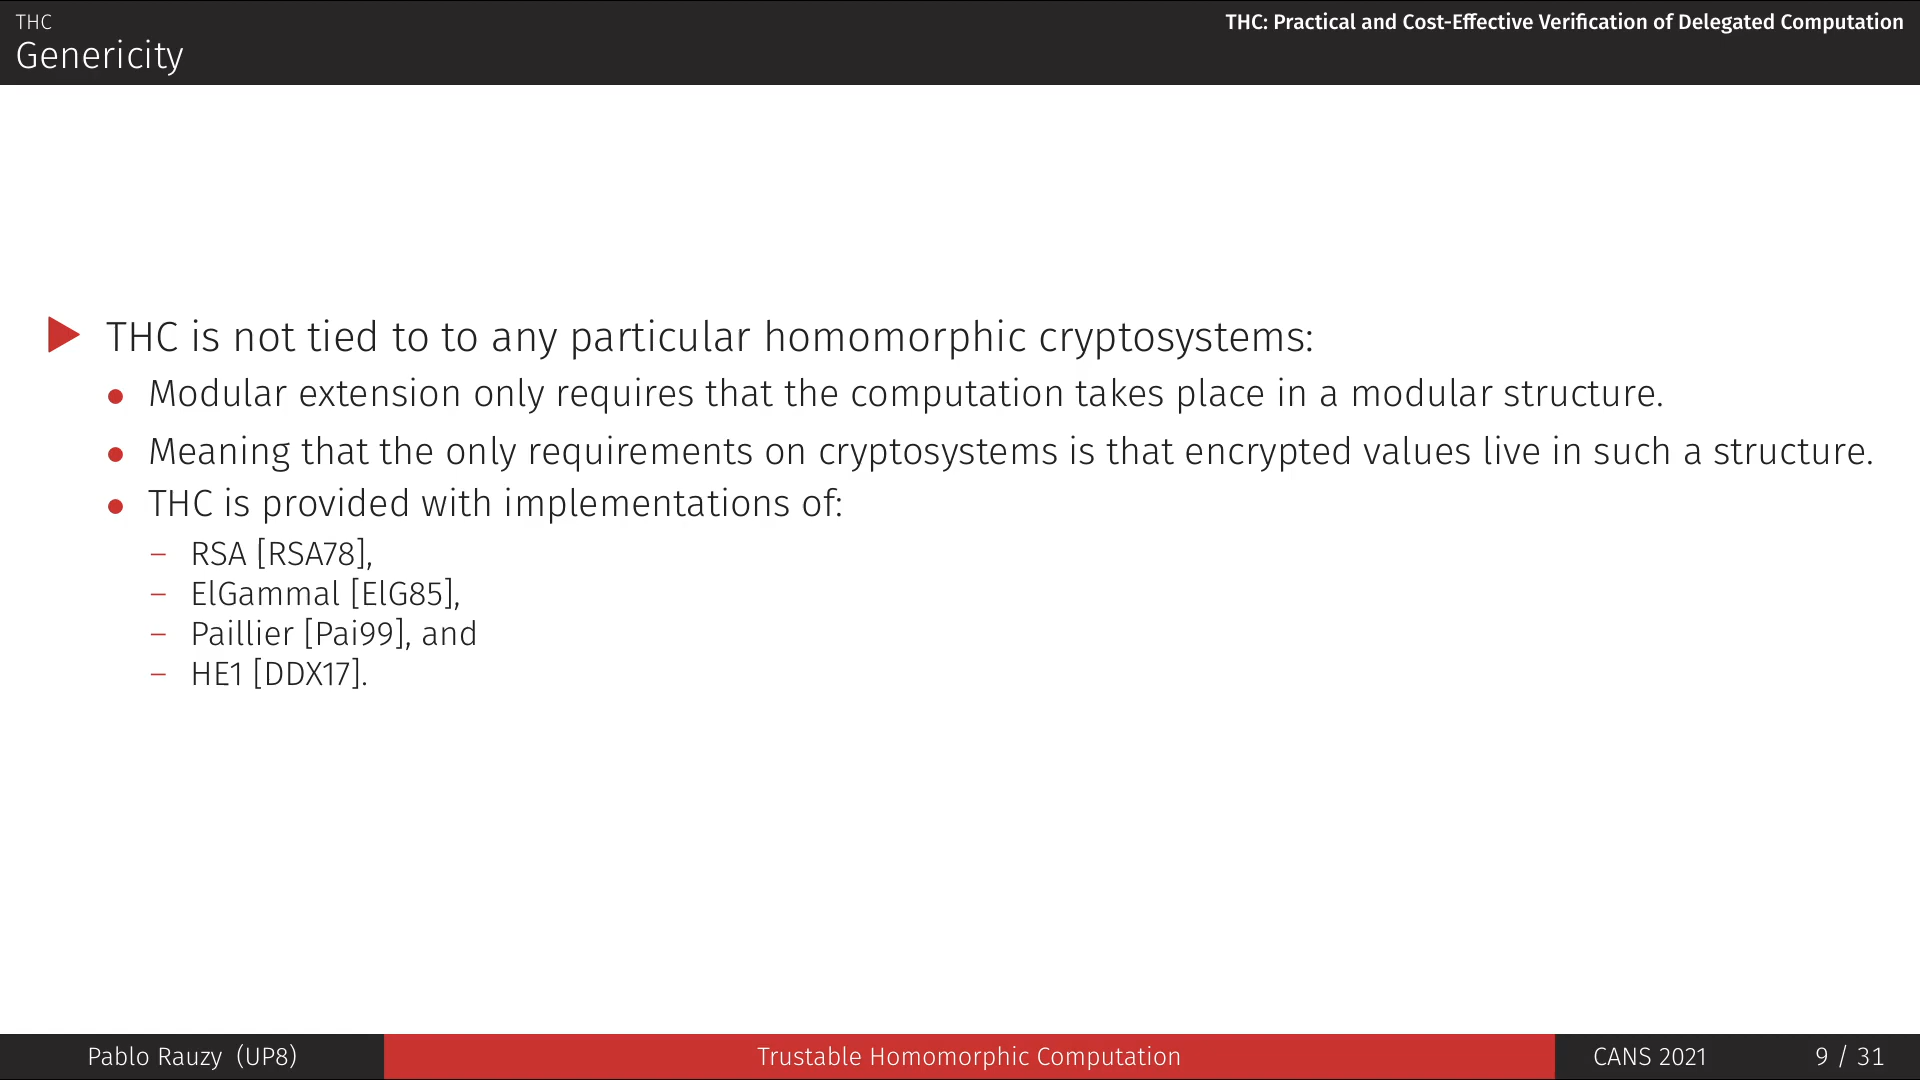 THC
THC: Practical and Cost-Effective Verification of Delegated Computation
Genericity
▶ THC is not tied to to any particular homomorphic cryptosystems:
• Modular extension only requires that the computation takes place in a modular structure.
• Meaning that the only requirements on cryptosystems is that encrypted values live in such a structure.
• THC is provided with implementations of:
– RSA [RSA78],
– ElGammal [ElG85],
– Paillier [Pai99], and
– HE1 [DDX17].
Pablo Rauzy (UP8)
Trustable Homomorphic Computation
CANS 2021
9 / 31